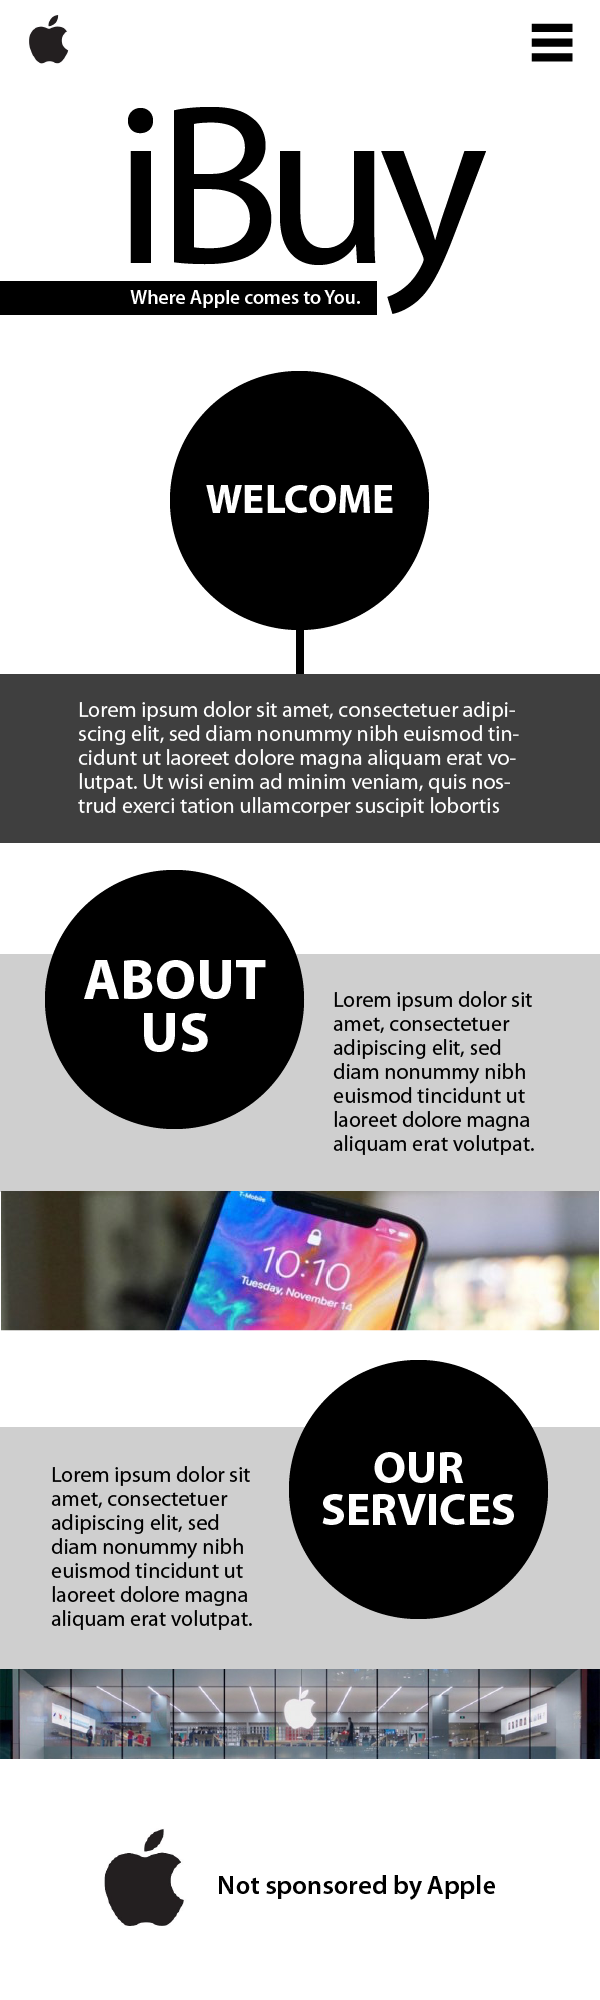 iBuy
Where Apple comes to You.
WELCOME
Lorem ipsum dolor sit amet, consectetuer adipi-
scing elit, sed diam nonummy nibh euismod tin-
cidunt ut laoreet dolore magna aliquam erat vo-
lutpat. Ut wisi enim ad minim veniam, quis nos-
trud exerci tation ullamcorper suscipit lobortis
ABOUT
US
Lorem ipsum dolor sit
amet, consectetuer
adipiscing elit, sed
diam nonummy nibh
euismod tincidunt ut
laoreet dolore magna
aliquam erat volutpat.
T-Mobile
10:10
Tuesday, November 14
OUR
SERVICES
Lorem ipsum dolor sit
amet, consectetuer
adipiscing elit, sed
diam nonummy nibh
euismod tincidunt ut
laoreet dolore magna
aliquam erat volutpat.
Not sponsored by Apple